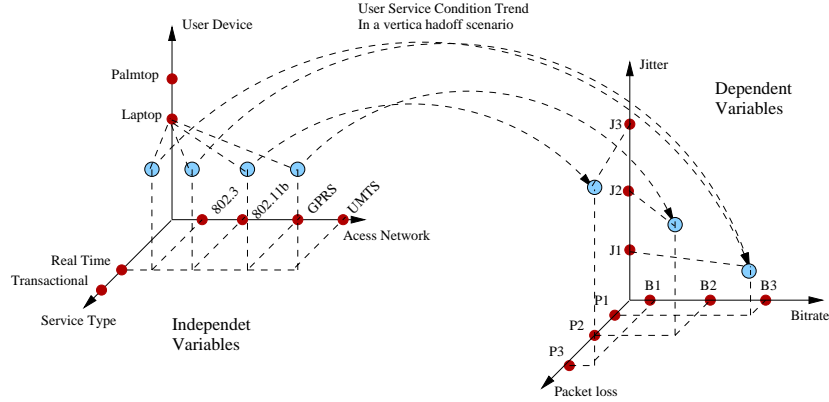 User Device
User Service Condition Trend
In a vertica hadoff scenario
Jitter
Palmtop
Dependent
Variables
Laptop
J3
J2
802.3
802.11b
GPRS
UMTS
Acess Network
J1
Real Time
Transactional
Service Type
Independet
Variables
B1
B2
B3
P1
Bitrate
P2
P3
Packet loss